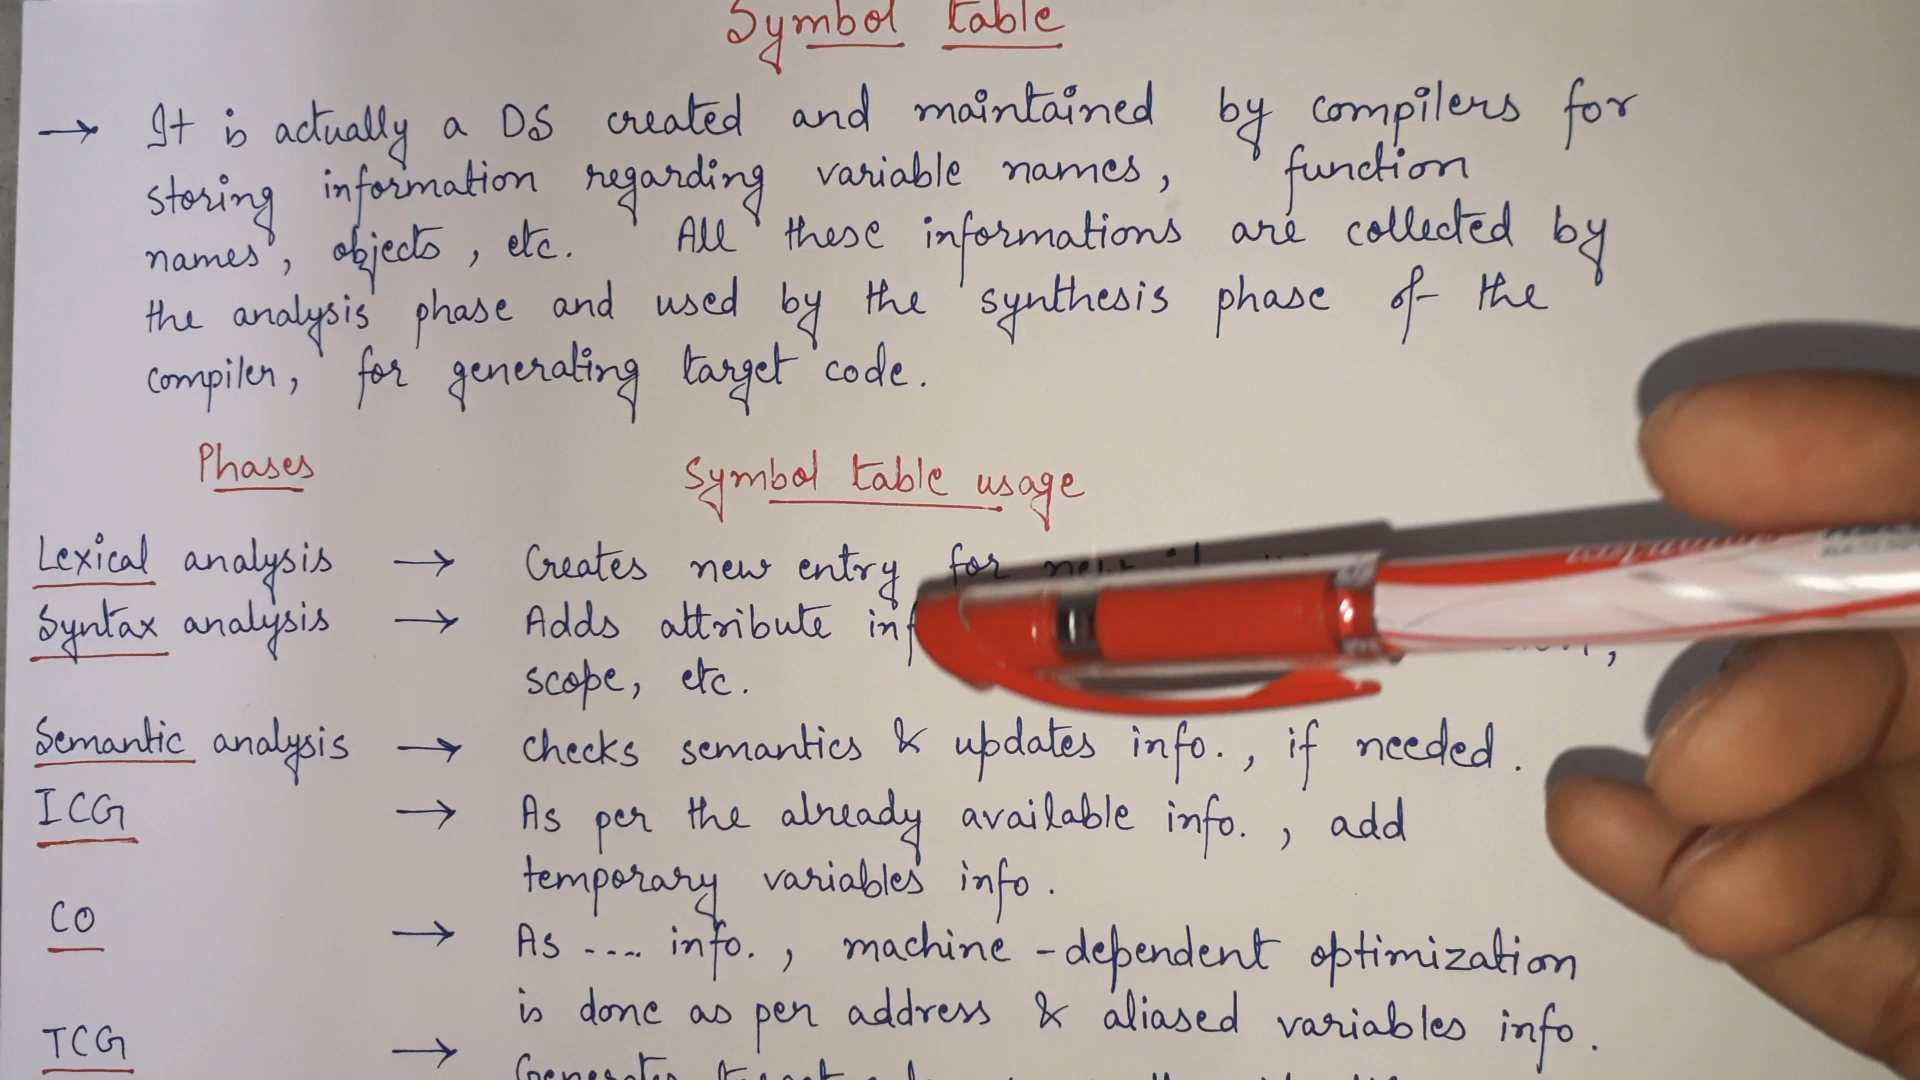 Symbol table
→ It is actually a DS created and maintained by compilers for
storing information regarding variable names, function
names, objects, etc. All these informations are collected by
the analysis phase and used by the synthesis phase of the
compiler, for generating target code.
Phases Symbol table usage
Lexical analysis → Creates new entry for new
Syntax analysis → Adds attribute
scope, etc.
Semantic analysis → checks semantics & updates info., if needed.
ICG → As per the already available info., add
temporary variables info.
CO → As .... info., machine-dependent optimization
is done as per address & aliased variables info.
TCG →